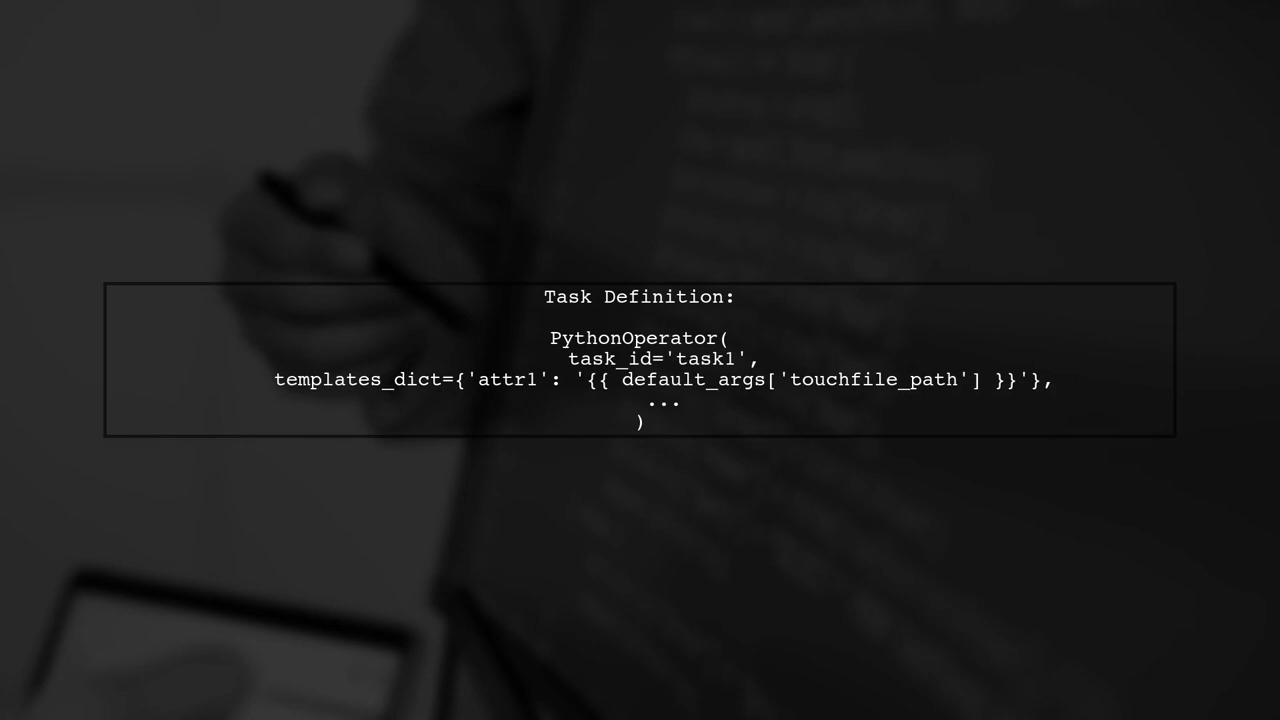 Task Definition:
PythonOperator(
task_id='task1',
templates_dict={'attr1': '{{ default_args['touchfile_path'] }}'},
...
)